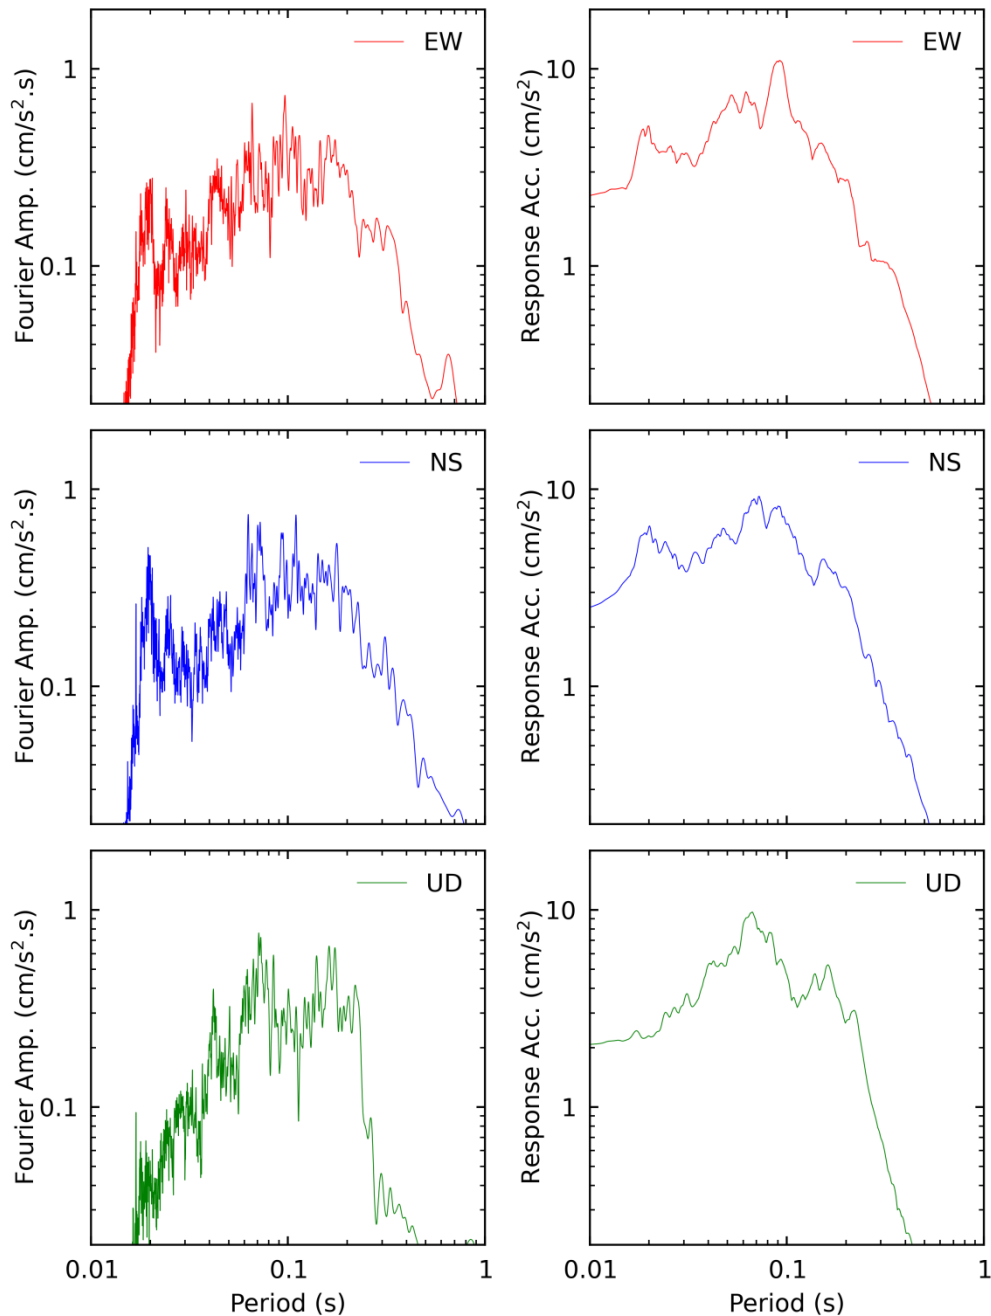 Fourier Amp. (cm/s².s)
1
0.1
EW
Response Acc. (cm/s²)
10
1
EW
Fourier Amp. (cm/s².s)
1
0.1
NS
Response Acc. (cm/s²)
10
1
NS
Fourier Amp. (cm/s².s)
1
0.1
UD
0.01 0.1 1
Period (s)
Response Acc. (cm/s²)
10
1
UD
0.01 0.1 1
Period (s)